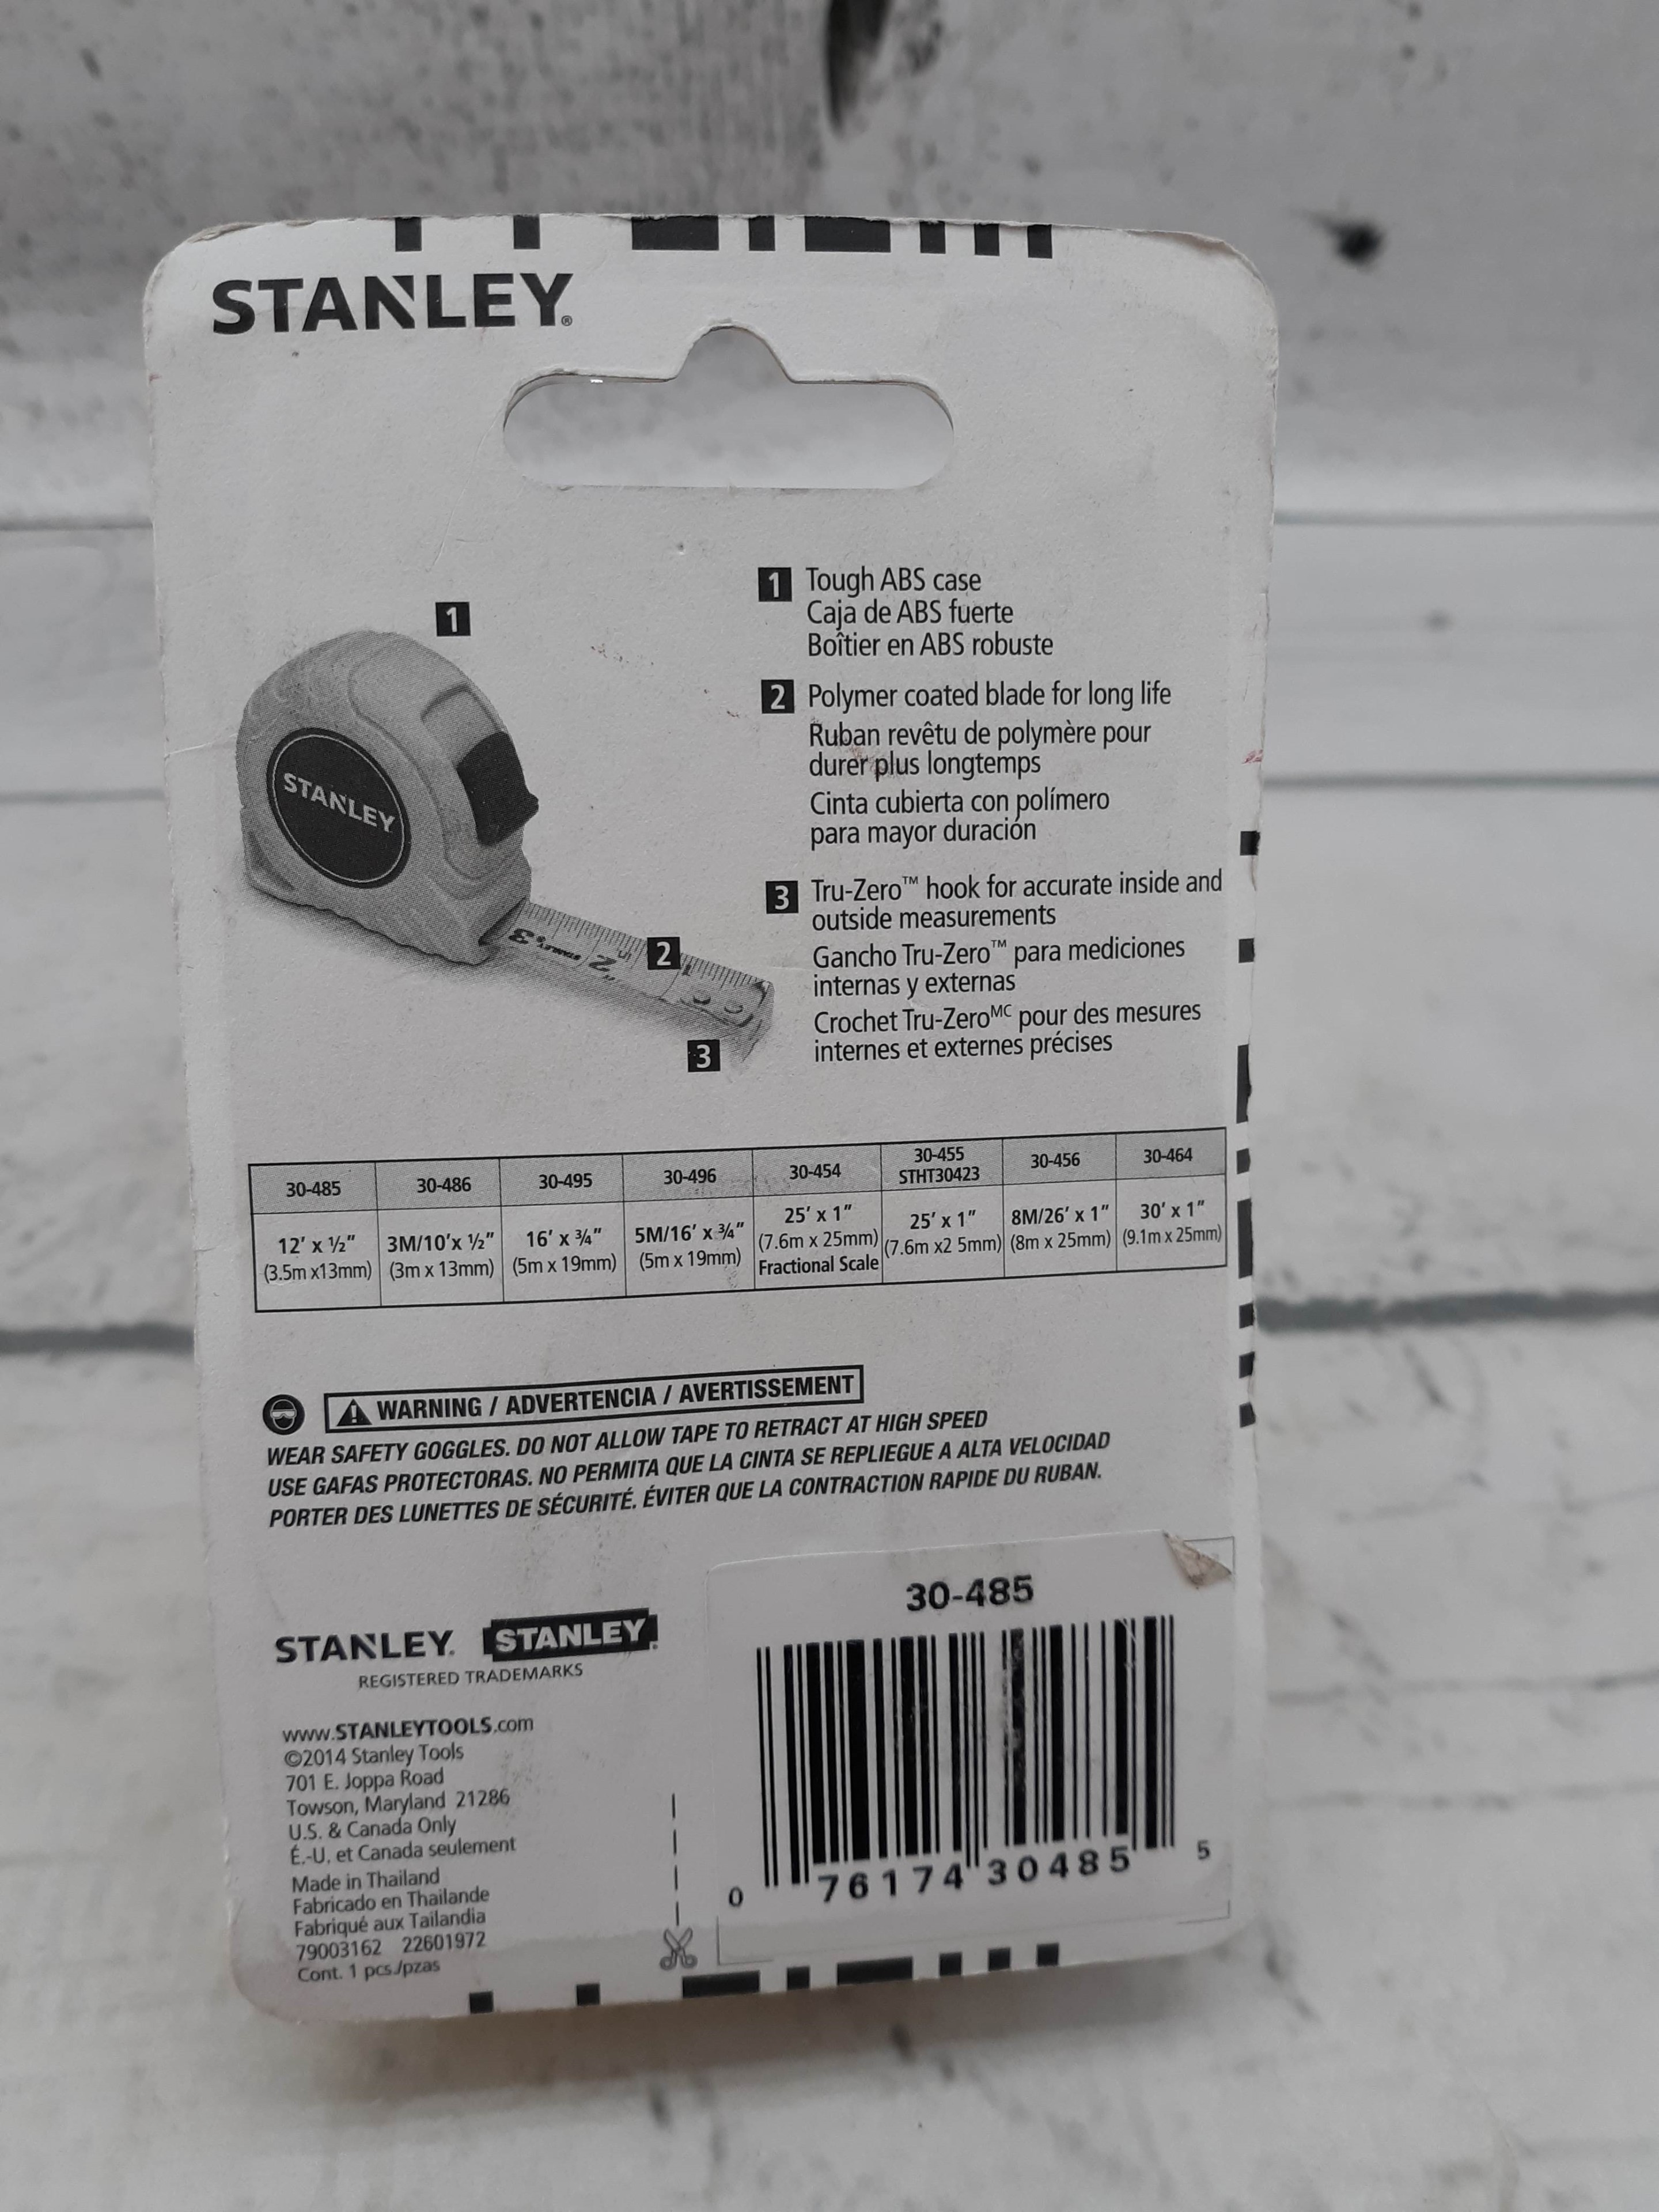 STANLEY®
1
1 Tough ABS case
Caja de ABS fuerte
Boîtier en ABS robuste
2 Polymer coated blade for long life
Ruban revêtu de polymère pour
durer plus longtemps
Cinta cubierta con polímero
para mayor duración
3 Tru-Zero™ hook for accurate inside and
outside measurements
Gancho Tru-Zero™ para mediciones
internas y externas
Crochet Tru-Zeroᴹᶜ pour des mesures
internes et externes précises
STANLEY
3 STANLEY 2" 2 1
3
30-485 30-486 30-495 30-496 30-454 30-455 STHT30423 30-456 30-464
12' x ½" 3M/10'x ½" 16' x ¾" 5M/16' x ¾" 25' x 1" 25' x 1" 8M/26' x 1" 30' x 1"
(3.5m x13mm) (3m x 13mm) (5m x 19mm) (5m x 19mm) (7.6m x 25mm) (7.6m x2 5mm) (8m x 25mm) (9.1m x 25mm)
Fractional Scale
WARNING / ADVERTENCIA / AVERTISSEMENT
WEAR SAFETY GOGGLES. DO NOT ALLOW TAPE TO RETRACT AT HIGH SPEED
USE GAFAS PROTECTORAS. NO PERMITA QUE LA CINTA SE REPLIEGUE A ALTA VELOCIDAD
PORTER DES LUNETTES DE SÉCURITÉ. ÉVITER QUE LA CONTRACTION RAPIDE DU RUBAN.
STANLEY. STANLEY.
REGISTERED TRADEMARKS
www.STANLEYTOOLS.com
©2014 Stanley Tools
701 E. Joppa Road
Towson, Maryland 21286
U.S. & Canada Only
É.-U. et Canada seulement
Made in Thailand
Fabricado en Thailande
Fabriqué aux Tailandia
79003162 22601972
Cont. 1 pcs./pzas
30-485
0 76174 30485 5